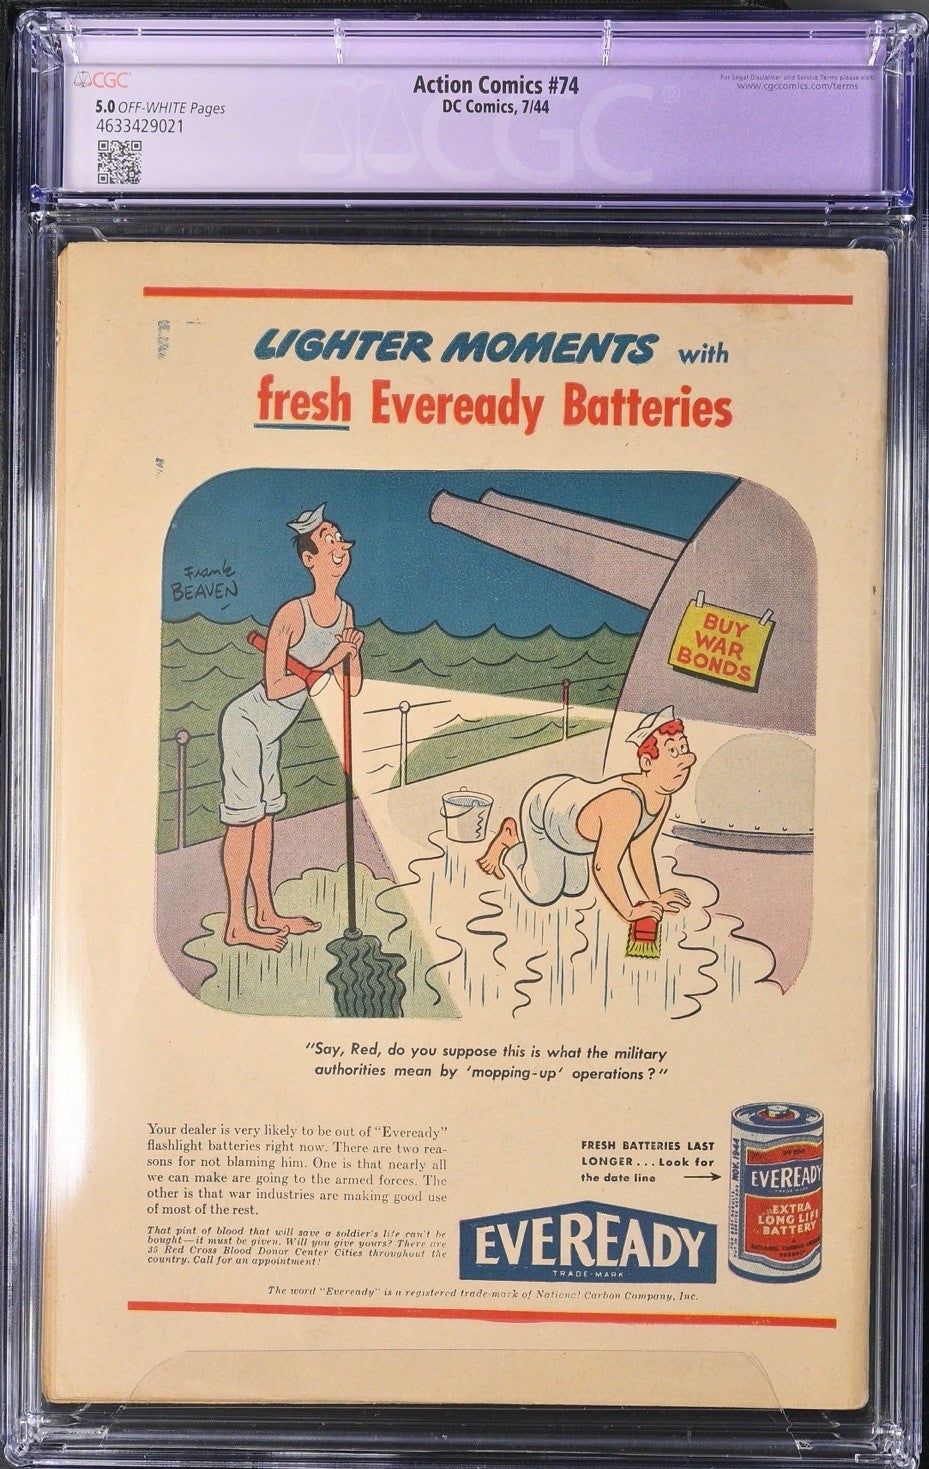 CGC
Action Comics #74
For Legal Disclaimer and Service Terms please visit
www.cgccomics.com/terms
5.0 OFF-WHITE Pages
DC Comics, 7/44
4633429021
CGC
LIGHTER MOMENTS with
fresh Eveready Batteries
Frank
BEAVEN
BUY
WAR
BONDS
"Say, Red, do you suppose this is what the military
authorities mean by 'mopping-up' operations?"
Your dealer is very likely to be out of "Eveready"
flashlight batteries right now. There are two rea-
sons for not blaming him. One is that nearly all
we can make are going to the armed forces. The
other is that war industries are making good use
of most of the rest.
That pint of blood that will save a soldier's life can't be
bought—it must be given. Will you give yours? There are
35 Red Cross Blood Donor Center Cities throughout the
country. Call for an appointment!
FRESH BATTERIES LAST
LONGER... Look for
the date line
NOV. 1944
EVEREADY
TRADE-MARK
EXTRA
LONG LIFE
BATTERY
EVEREADY
TRADE-MARK
The word "Eveready" is a registered trade-mark of National Carbon Company, Inc.